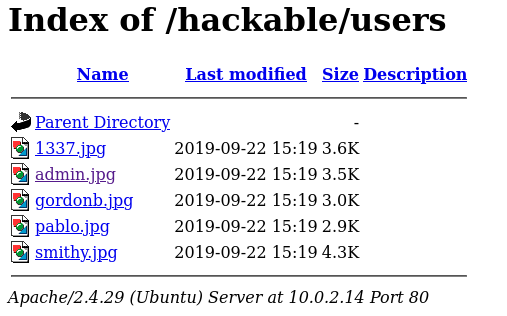 Index of /hackable/users
Name Last modified Size Description
Parent Directory -
1337.jpg 2019-09-22 15:19 3.6K
admin.jpg 2019-09-22 15:19 3.5K
gordonb.jpg 2019-09-22 15:19 3.0K
pablo.jpg 2019-09-22 15:19 2.9K
smithy.jpg 2019-09-22 15:19 4.3K
Apache/2.4.29 (Ubuntu) Server at 10.0.2.14 Port 80